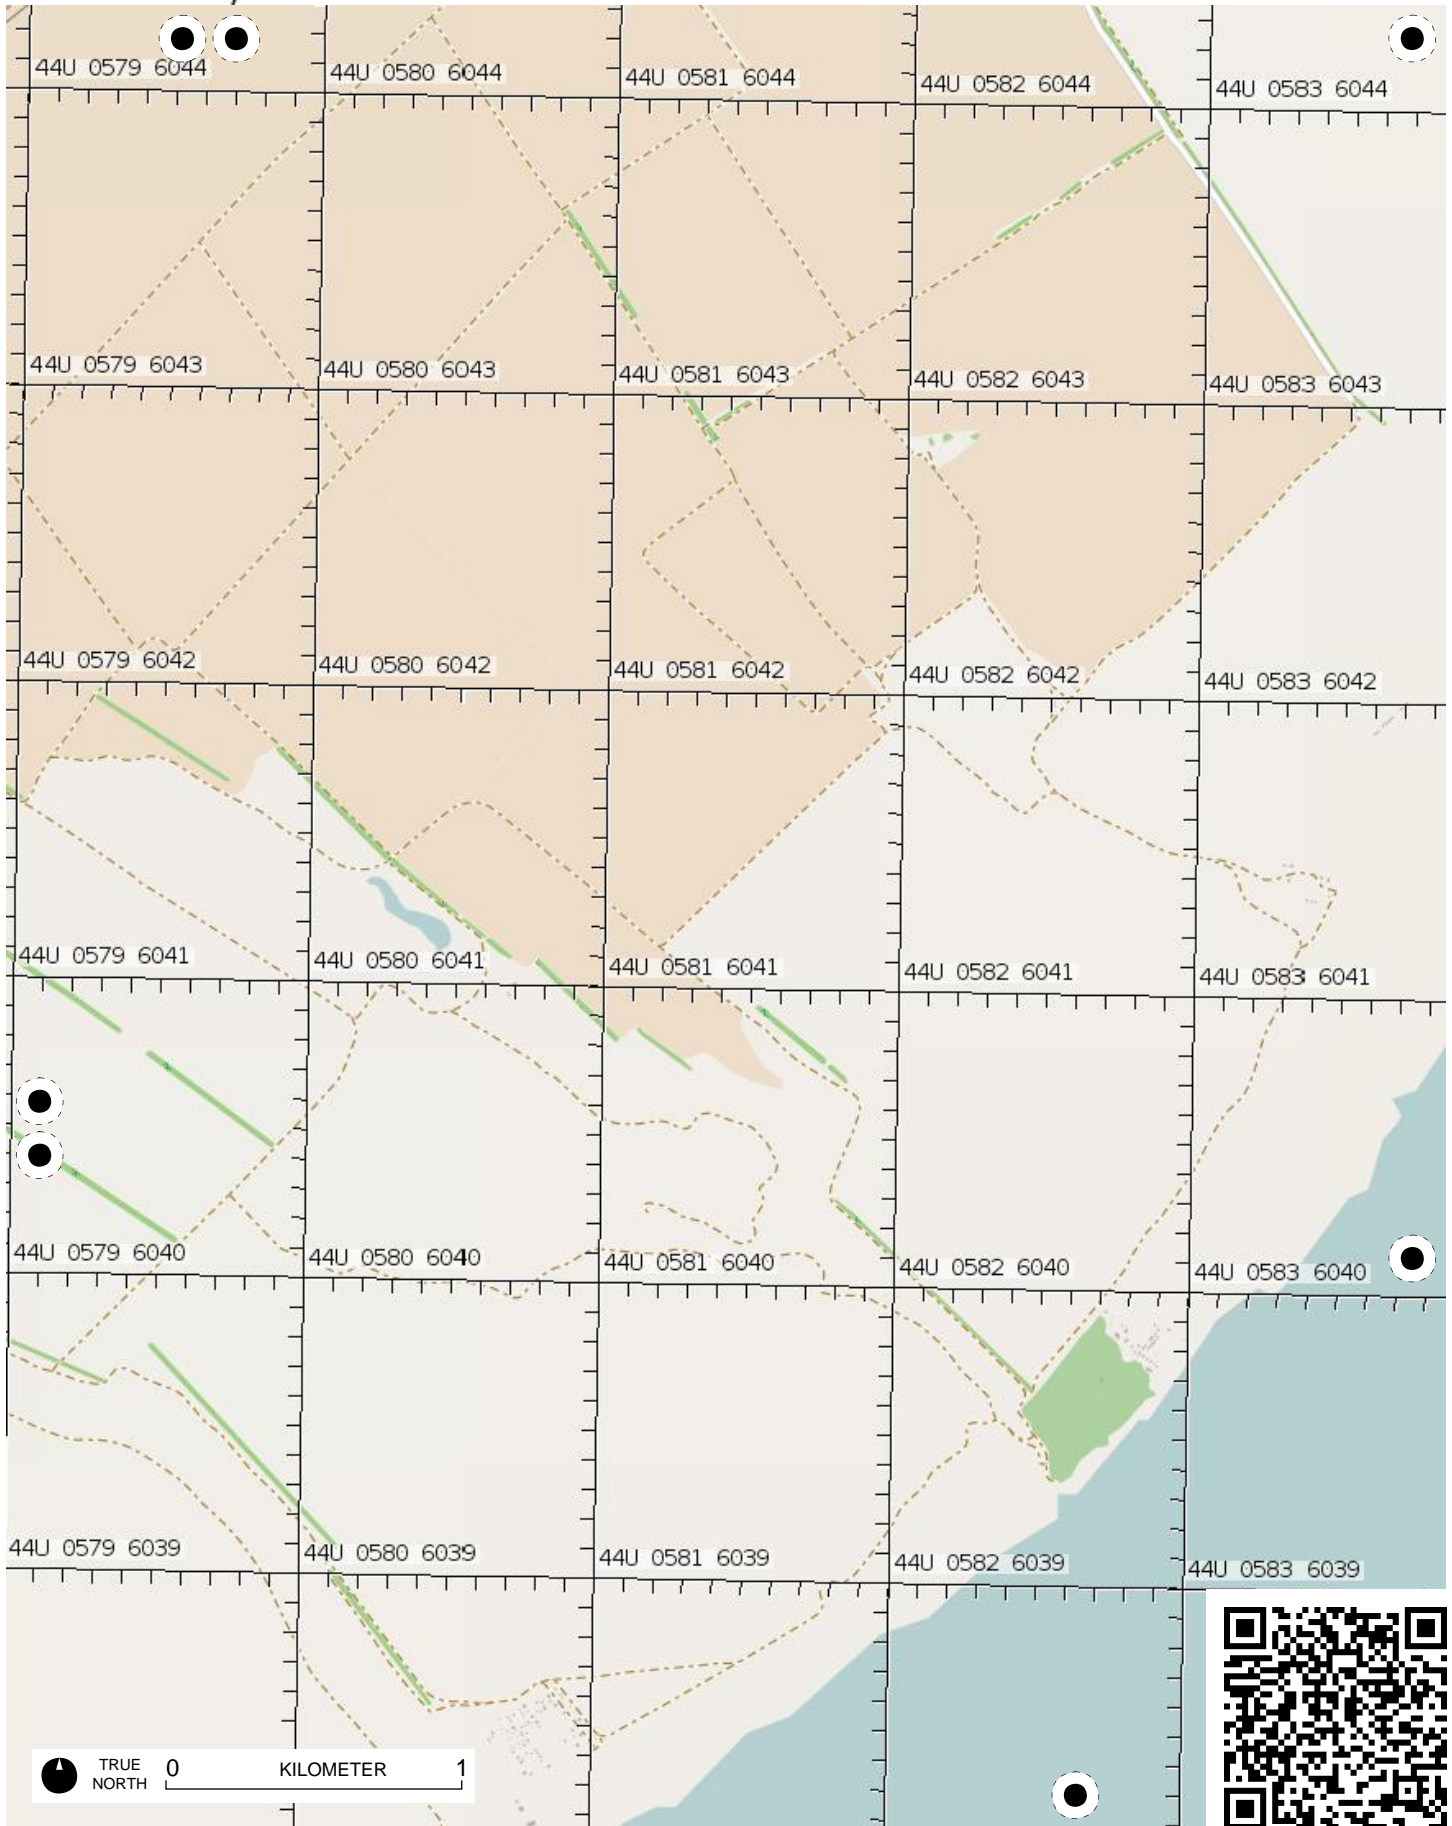 44U 0579 6044
44U 0580 6044
44U 0581 6044
44U 0582 6044
44U 0583 6044
44U 0579 6043
44U 0580 6043
44U 0581 6043
44U 0582 6043
44U 0583 6043
44U 0579 6042
44U 0580 6042
44U 0581 6042
44U 0582 6042
44U 0583 6042
44U 0579 6041
44U 0580 6041
44U 0581 6041
44U 0582 6041
44U 0583 6041
44U 0579 6040
44U 0580 6040
44U 0581 6040
44U 0582 6040
44U 0583 6040
44U 0579 6039
44U 0580 6039
44U 0581 6039
44U 0582 6039
44U 0583 6039
TRUE
NORTH
0 KILOMETER 1